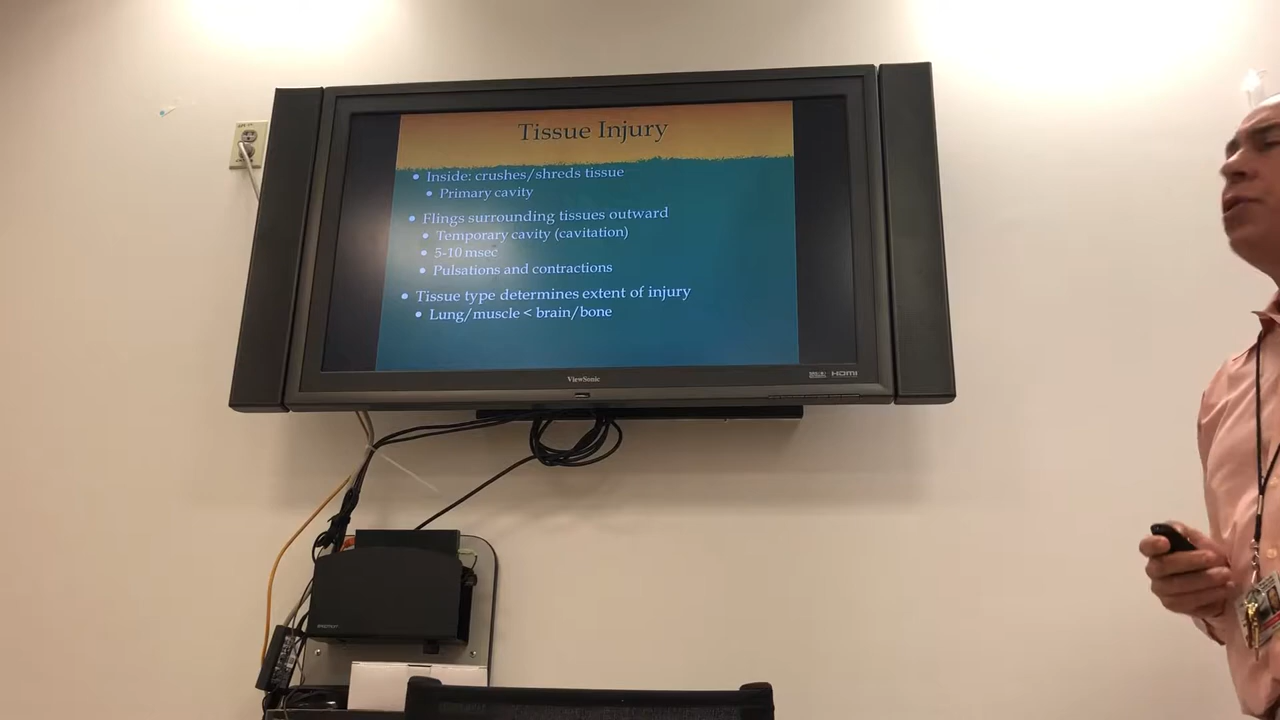 Tissue Injury
Inside: crushes/shreds tissue
Primary cavity
Flings surrounding tissues outward
Temporary cavity (cavitation)
5-10 msec
Pulsations and contractions
Tissue type determines extent of injury
Lung/muscle < brain/bone
ViewSonic
HDMI